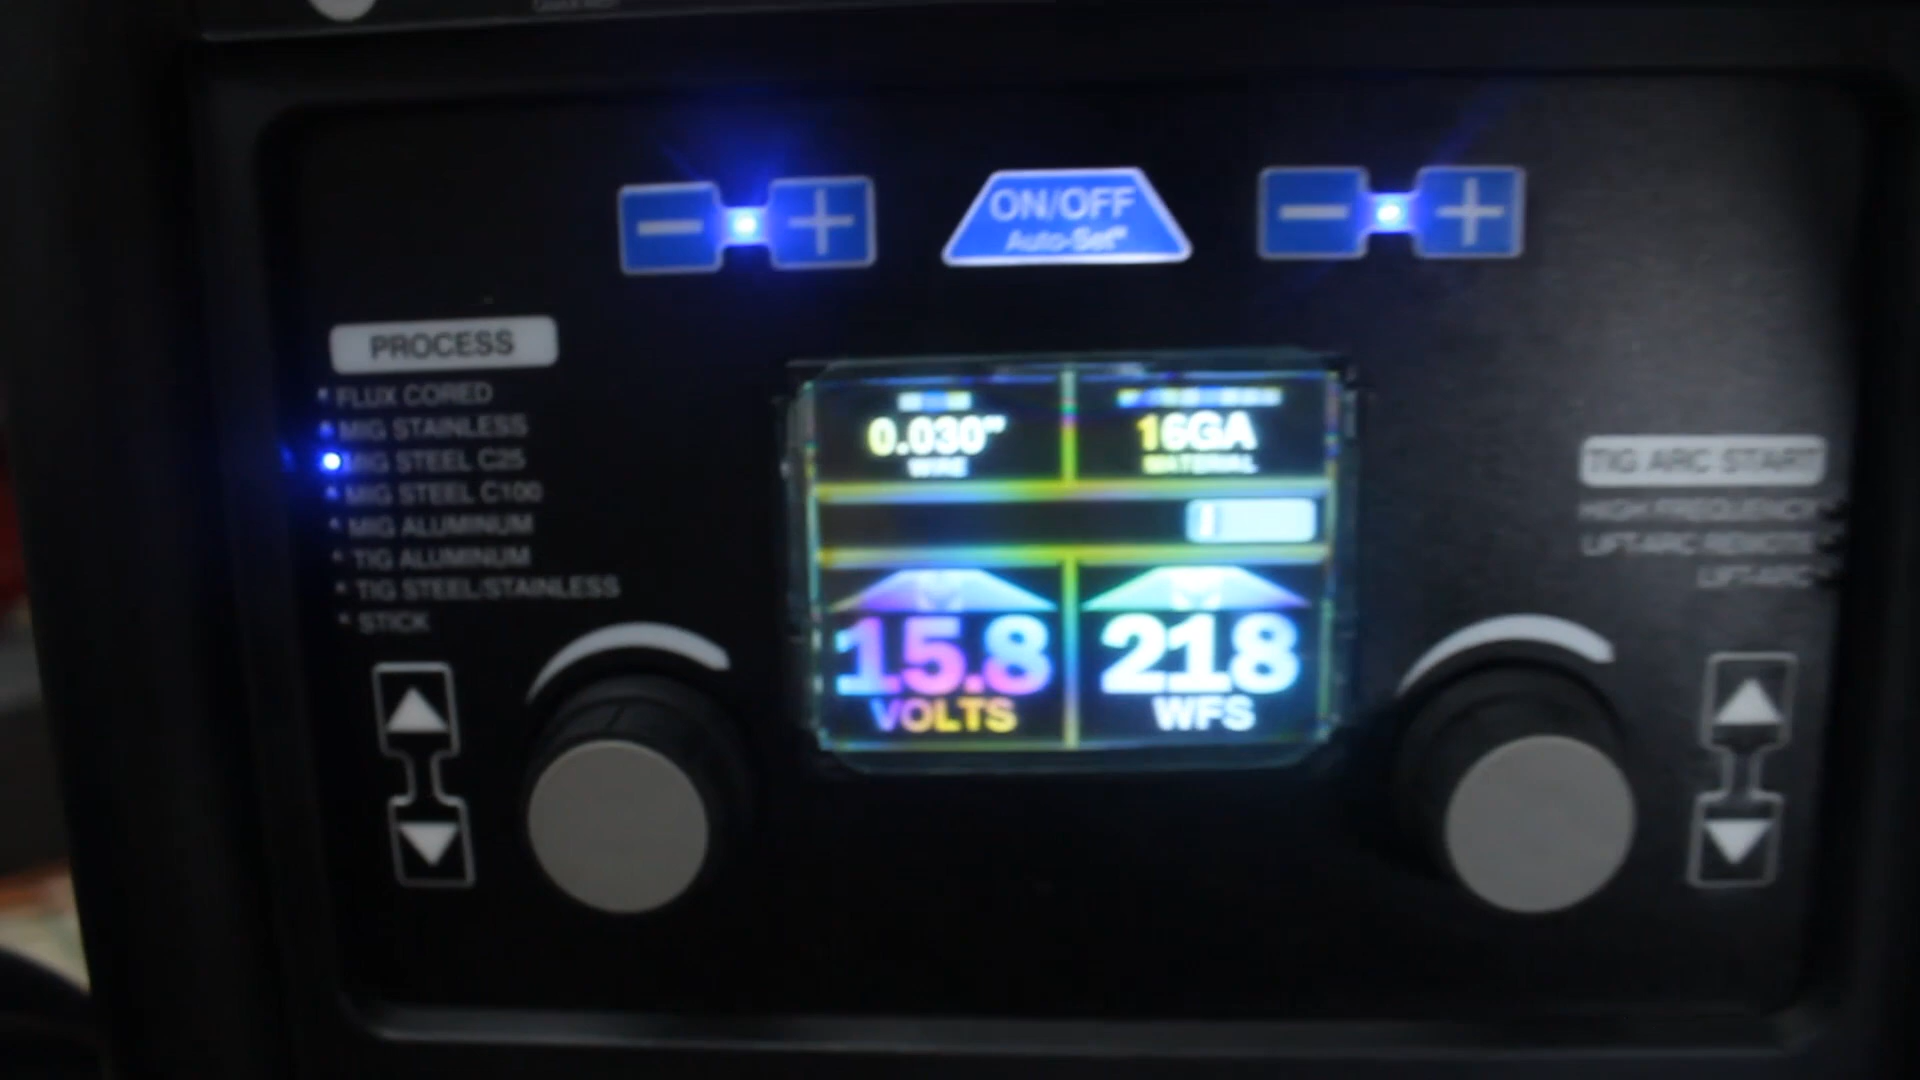 ON/OFF
Auto-Set™
PROCESS
FLUX CORED
MIG STAINLESS
MIG STEEL C25
MIG STEEL C100
MIG ALUMINUM
TIG ALUMINUM
TIG STEEL/STAINLESS
STICK
0.030"
WIRE
16GA
MATERIAL
15.8
VOLTS
218
WFS
TIG ARC START
HIGH FREQUENCY
LIFT-ARC REMOTE
LIFT-ARC